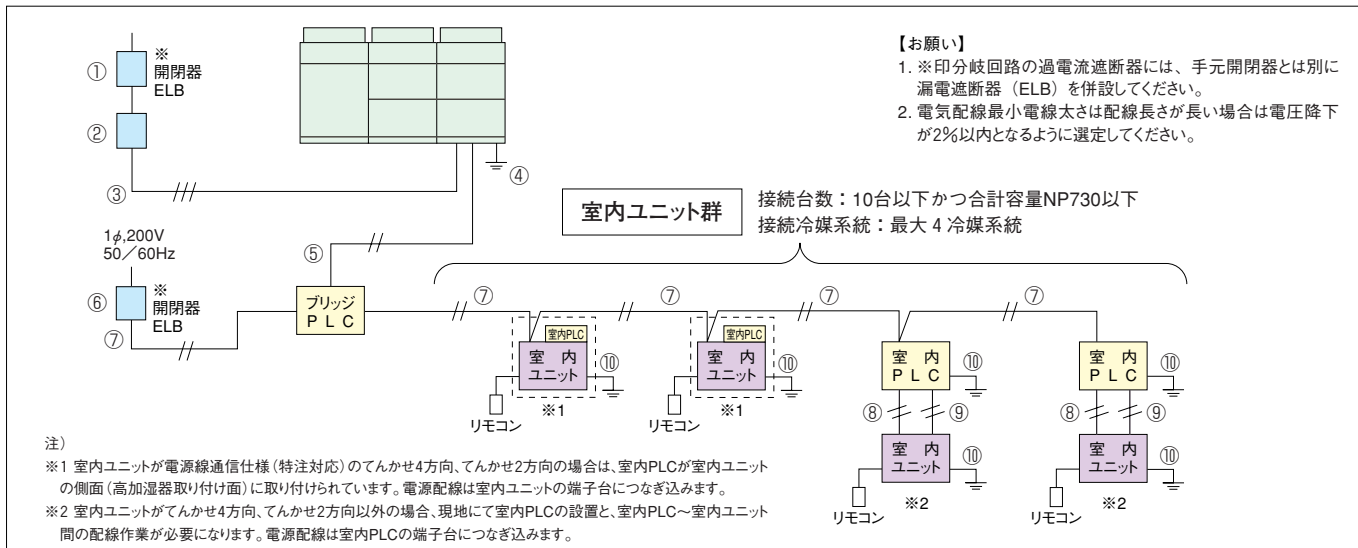 ①
※
開閉器
ELB
②
③
④
【お願い】
1. ※印分岐回路の過電流遮断器には、手元開閉器とは別に
漏電遮断器（ELB）を併設してください。
2. 電気配線最小電線太さは配線長さが長い場合は電圧降下
が2％以内となるように選定してください。
室内ユニット群
接続台数：10台以下かつ合計容量NP730以下
接続冷媒系統：最大４冷媒系統
1φ,200V
50／60Hz
⑤
⑥
※
開閉器
ELB
⑦
ブリッジ
ＰＬＣ
⑦
⑦
⑦
⑦
室内PLC
室　内
ユニット
⑩
リモコン
※1
室内PLC
室　内
ユニット
⑩
リモコン
※1
室　内
ＰＬＣ
⑩
⑧
⑨
室　内
ユニット
⑩
リモコン
※2
室　内
ＰＬＣ
⑩
⑧
⑨
室　内
ユニット
⑩
リモコン
※2
注）
※1 室内ユニットが電源線通信仕様（特注対応）のてんかせ4方向、てんかせ2方向の場合は、室内PLCが室内ユニット
の側面（高加湿器取り付け面）に取り付けられています。電源配線は室内ユニットの端子台につなぎ込みます。
※2 室内ユニットがてんかせ4方向、てんかせ2方向以外の場合、現地にて室内PLCの設置と、室内PLC～室内ユニット
間の配線作業が必要になります。電源配線は室内PLCの端子台につなぎ込みます。